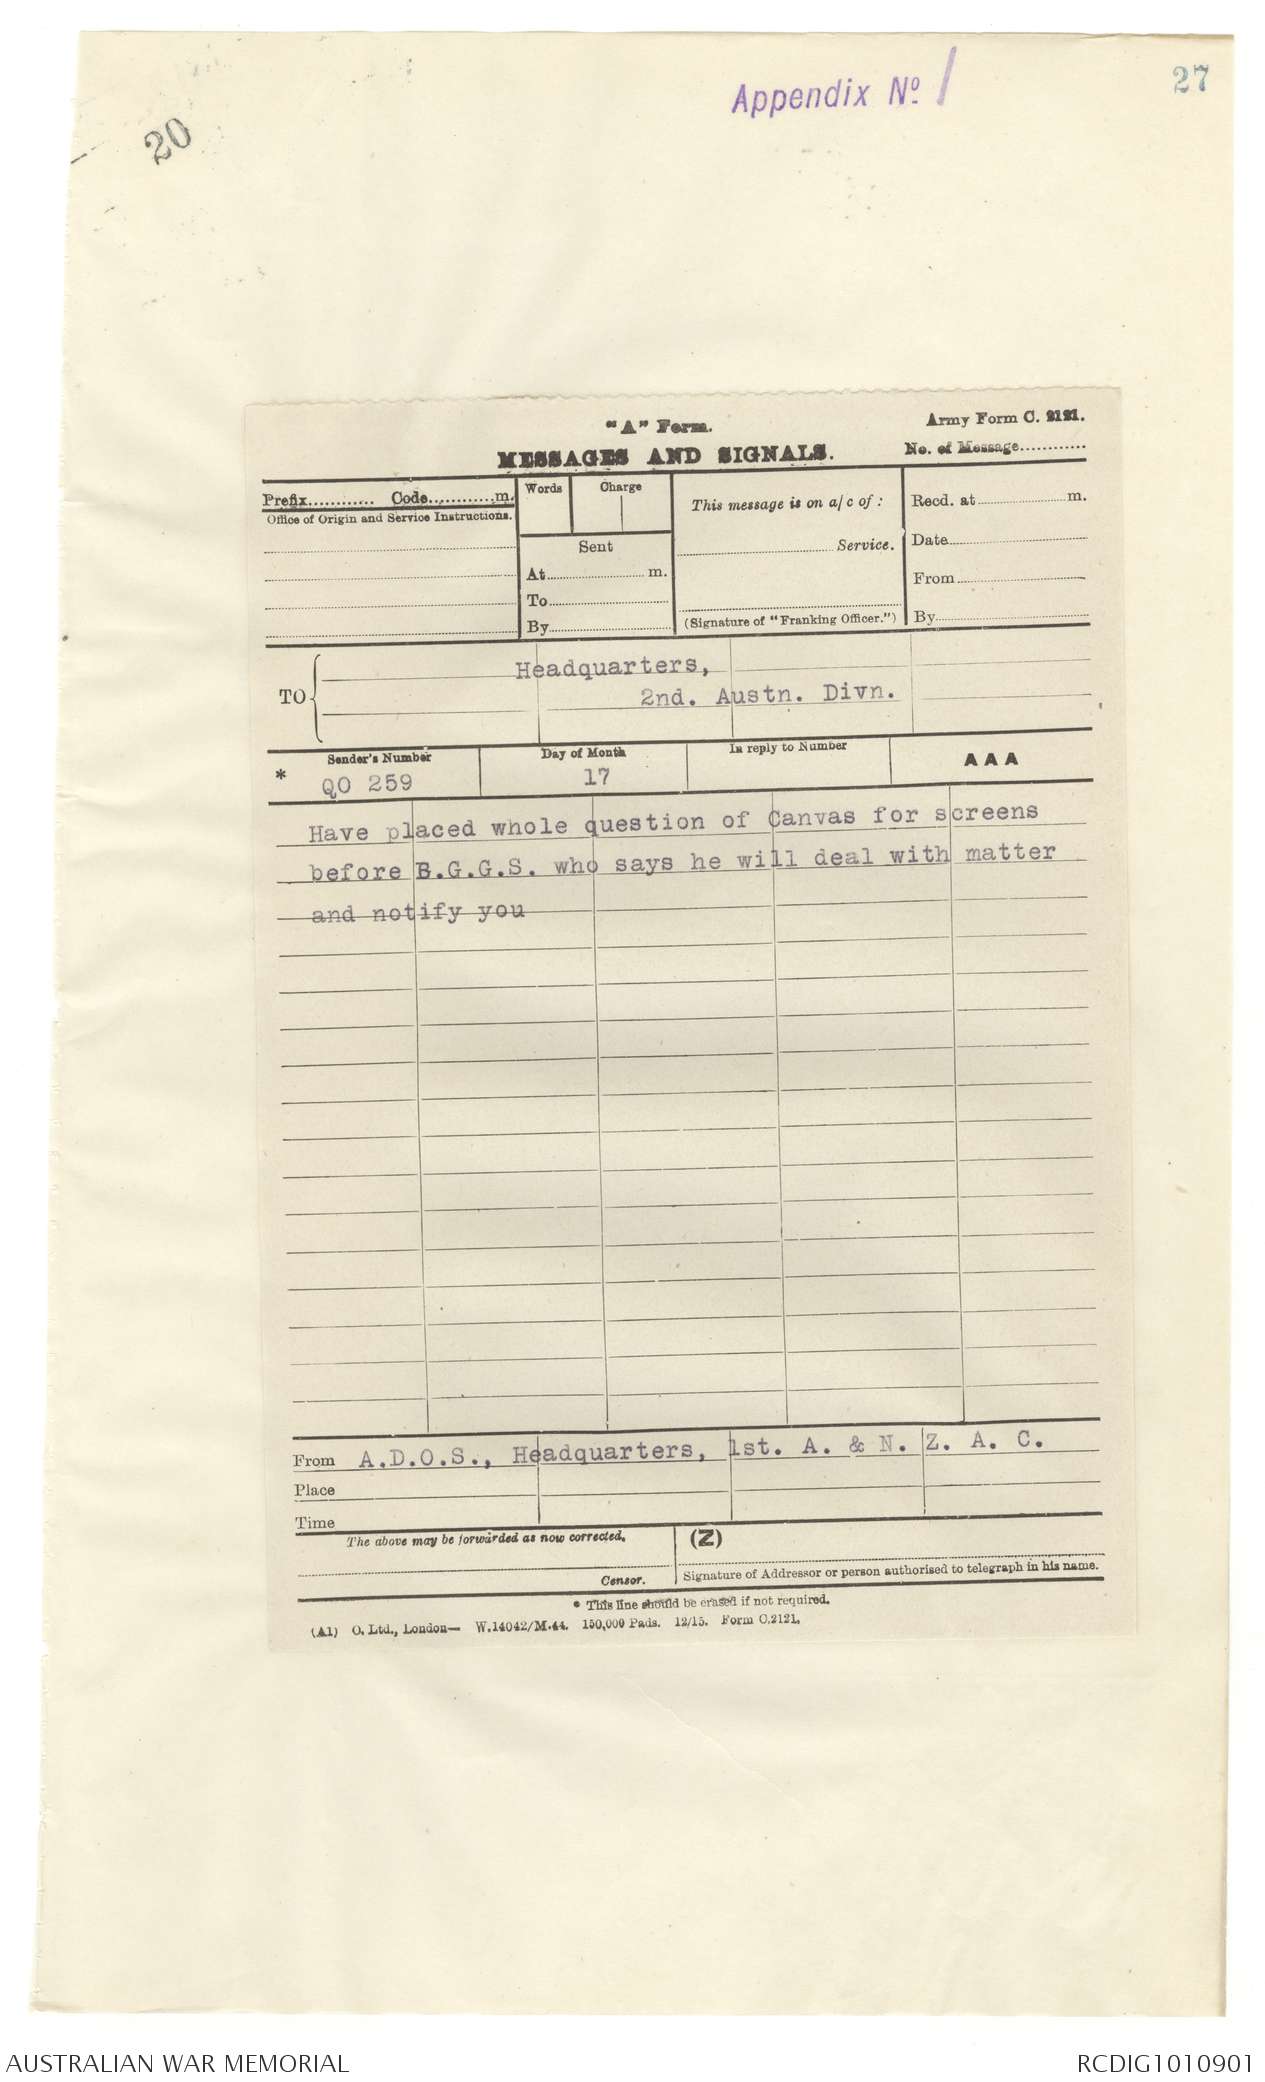 Appendix Nº 1
27
20
"A" Form.
Army Form C. 2121.
MESSAGES AND SIGNALS.
No. of Message............
Prefix............ Code............m.
Words
Charge
This message is on a/c of :
Recd. at ............ m.
Office of Origin and Service Instructions.
Sent
............ Service.
Date............
At............ m.
From............
To............
By............
(Signature of "Franking Officer.")
By............
TO
Headquarters,
2nd. Austn. Divn.
Sender's Number
Day of Month
In reply to Number
AAA
* QO 259
17
Have placed whole question of Canvas for screens
before B.G.G.S. who says he will deal with matter
and notify you
From A.D.O.S., Headquarters, 1st. A. & N. Z. A. C.
Place
Time
The above may be forwarded as now corrected.
(Z)
Censor.
Signature of Addressor or person authorised to telegraph in his name.
* This line should be erased if not required.
(A1) O. Ltd., London— W.14042/M.44. 150,000 Pads. 12/15. Form C.2121.
AUSTRALIAN WAR MEMORIAL
RCDIG1010901